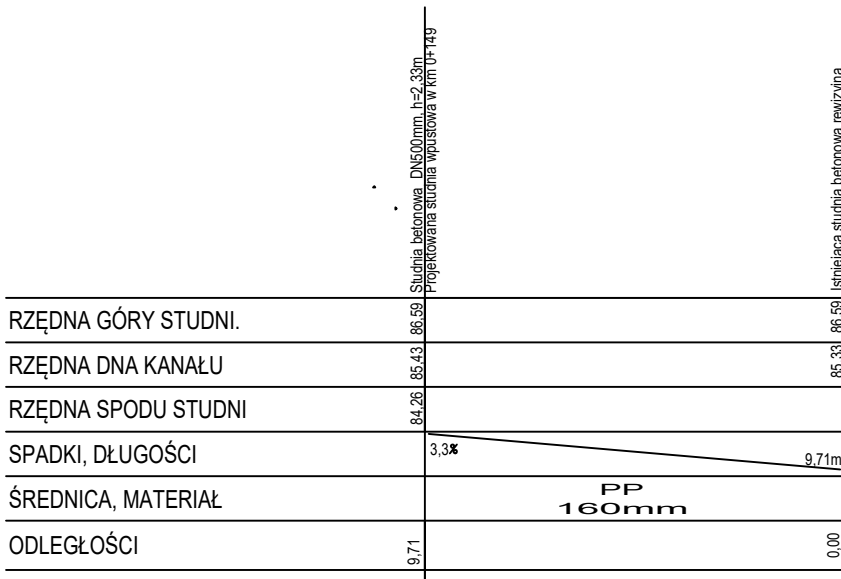 Studnia betonowa DN500mm, h=2,33m
Projektowana studnia wpustowa w km 0+149
Istniejąca studnia betonowa rewizyjna
RZĘDNA GÓRY STUDNI. 86,59 86,59
RZĘDNA DNA KANAŁU 85,43 85,33
RZĘDNA SPODU STUDNI 84,26
SPADKI, DŁUGOŚCI 3,3% 9,71m
ŚREDNICA, MATERIAŁ PP
160mm
ODLEGŁOŚCI 9,71 0,00